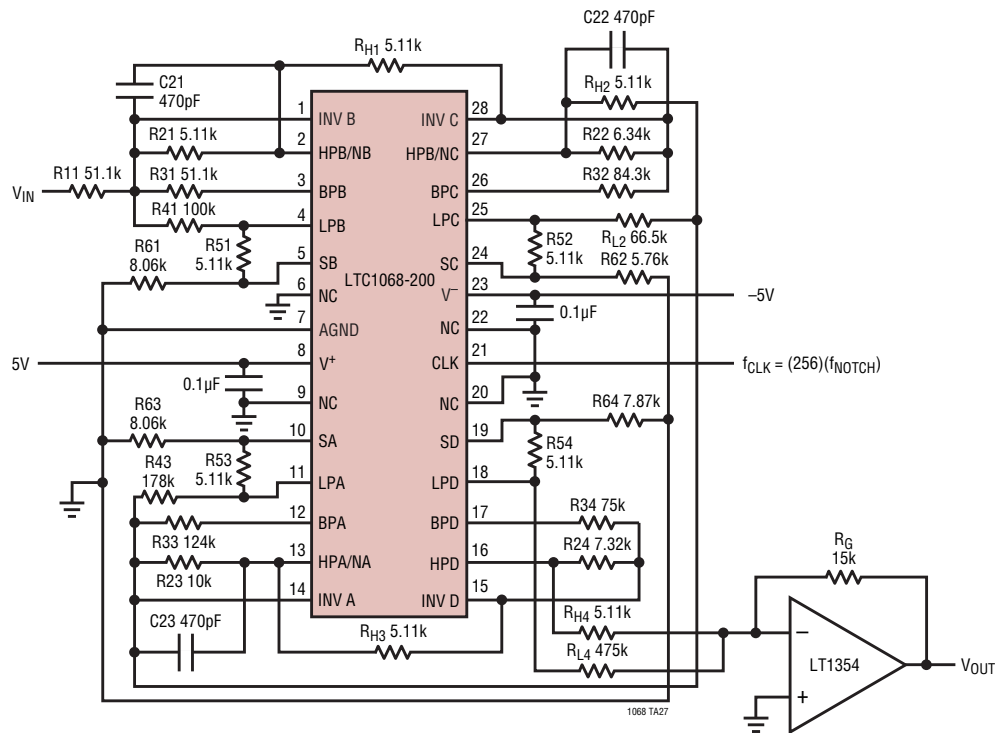 C22 470pF
RH1 5.11k
C21
470pF
RH2 5.11k
1
INV B
INV C
28
R21 5.11k
2
HPB/NB
HPB/NC
27
R22 6.34k
R11 51.1k
VIN
R31 51.1k
3
BPB
BPC
26
R32 84.3k
R41 100k
4
LPB
LPC
25
RL2 66.5k
R61
8.06k
R51
5.11k
5
SB
SC
24
R52
5.11k
R62 5.76k
LTC1068-200
6
NC
V–
23
–5V
0.1µF
7
AGND
NC
22
5V
8
V+
CLK
21
fCLK = (256)(fNOTCH)
0.1µF
9
NC
NC
20
R63
8.06k
10
SA
SD
19
R64 7.87k
R43
178k
R53
5.11k
11
LPA
LPD
18
R54
5.11k
12
BPA
BPD
17
R34 75k
R33 124k
13
HPA/NA
HPD
16
R24 7.32k
R23 10k
14
INV A
INV D
15
C23 470pF
RH3 5.11k
RH4 5.11k
RL4 475k
RG
15k
–
+
LT1354
VOUT
1068 TA27